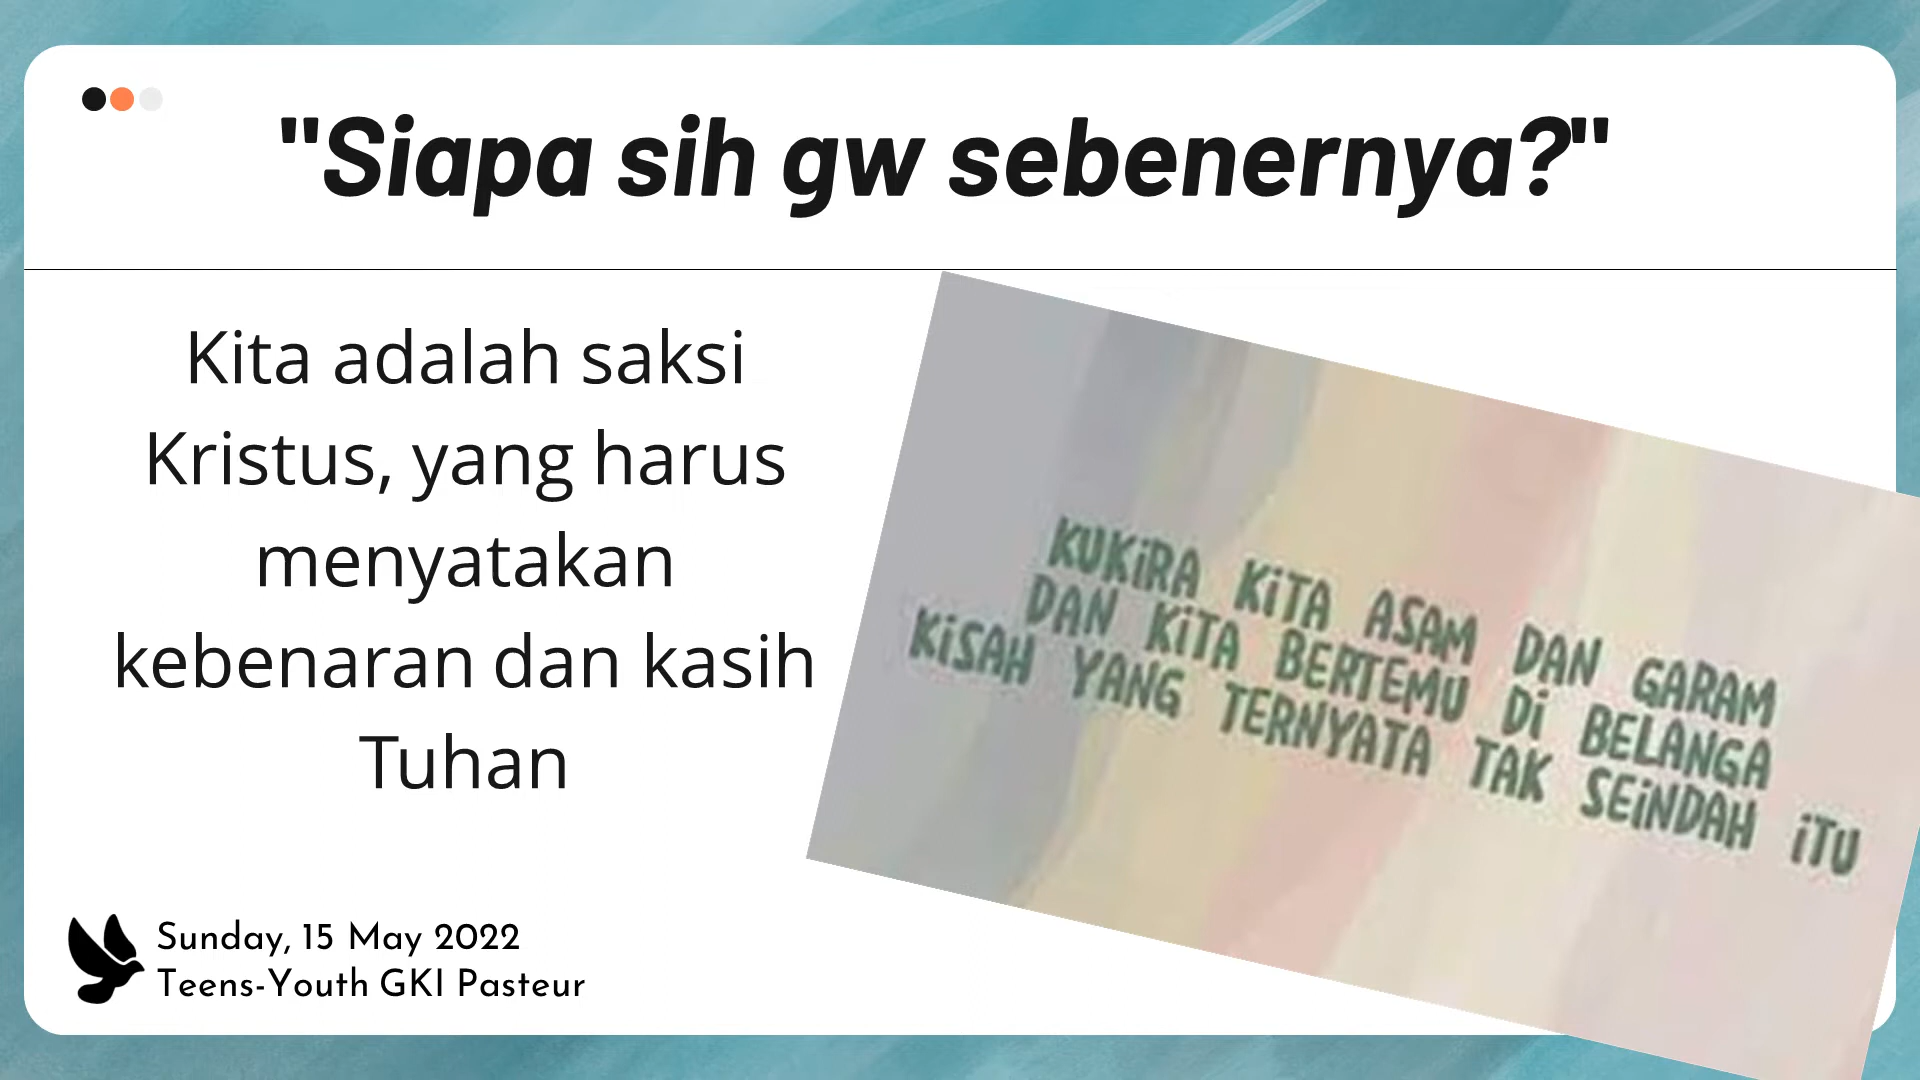 "Siapa sih gw sebenernya?"
Kita adalah saksi
Kristus, yang harus
menyatakan
kebenaran dan kasih
Tuhan
KUKiRA KiTA ASAM DAN GARAM
DAN KiTA BERTEMU Di BELANGA
KiSAH YANG TERNYATA TAK SEiNDAH iTU
Sunday, 15 May 2022
Teens-Youth GKI Pasteur